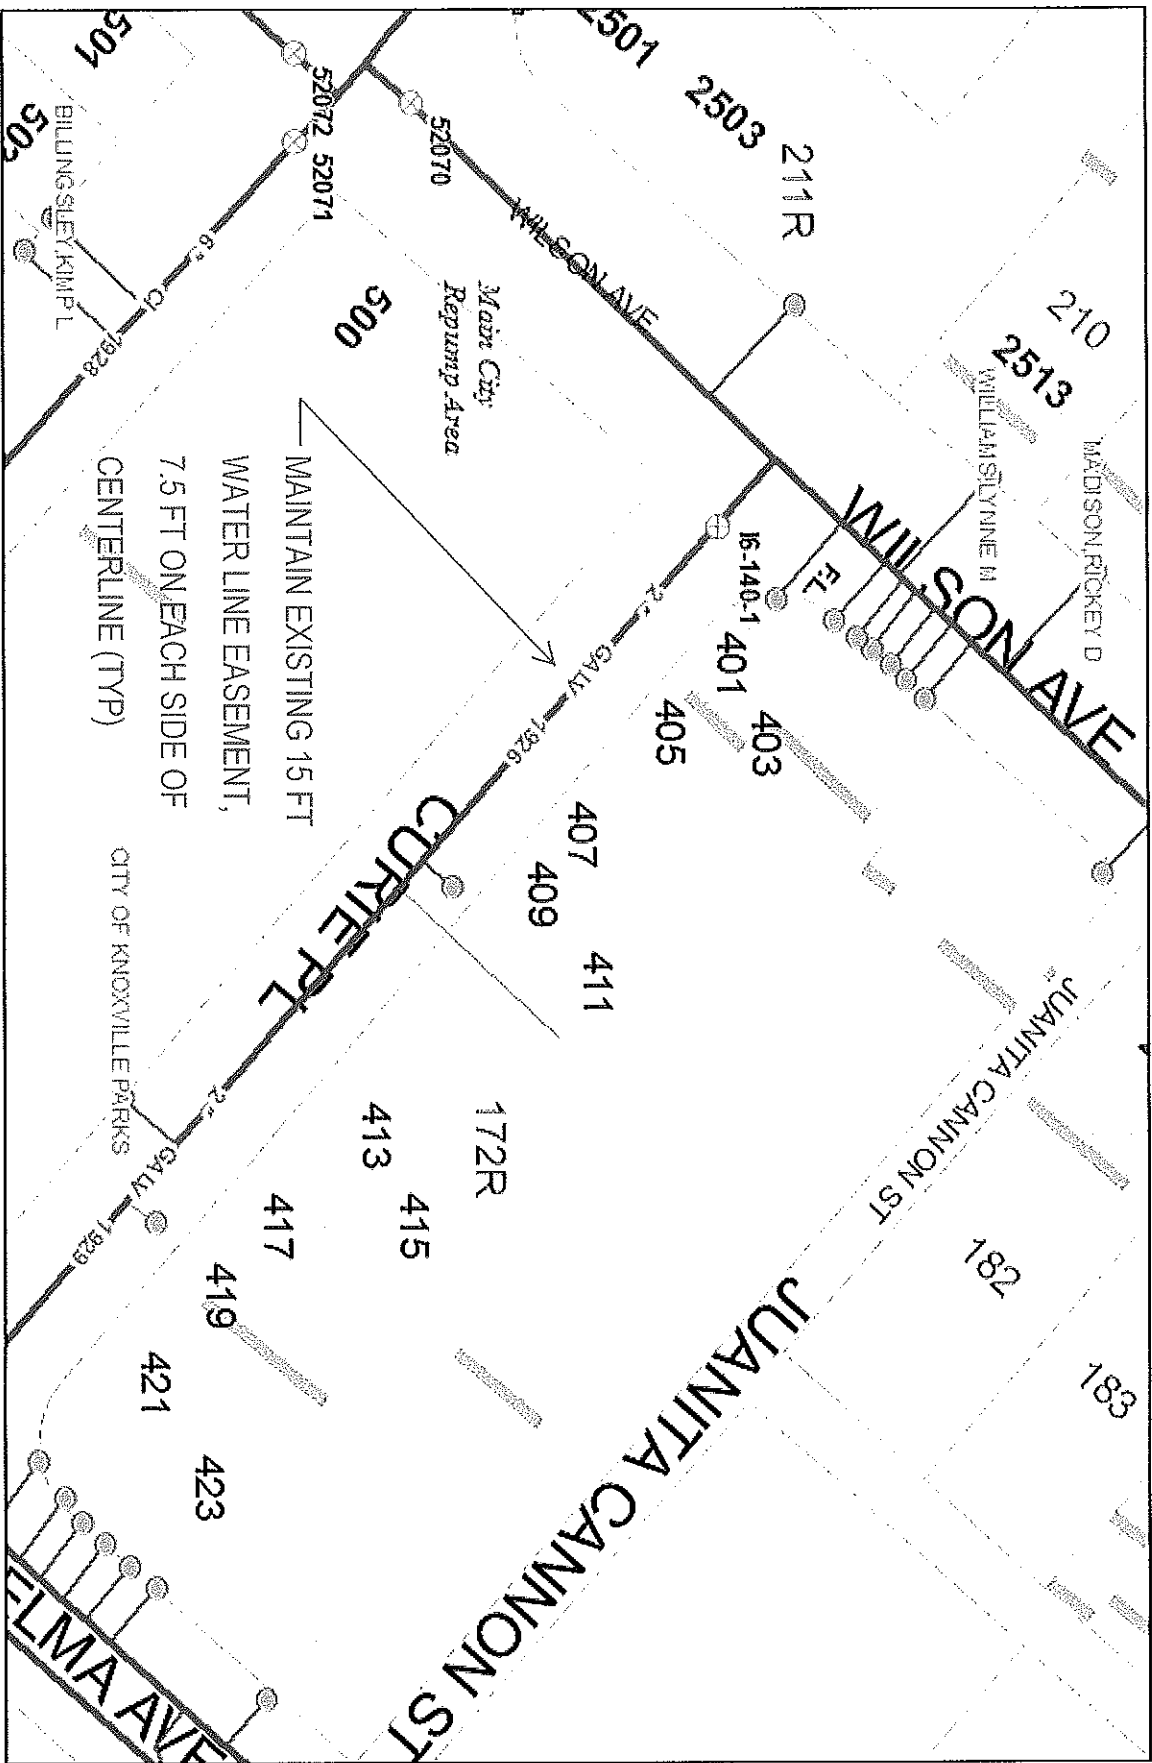 501
2501
2503
211R
210
2513
WILLIAMS,LYNNE M
MADISON,RICKEY D
52072
52071
52070
BILLINGSLEY,KIM P L
6"
CI
1928
WILSON AVE
Main City
Repump Area
500
WILSON AVE
16-140-1
FL
2"
GALV
1926
401
403
405
407
409
411
MAINTAIN EXISTING 15 FT
WATER LINE EASEMENT,
7.5 FT ON EACH SIDE OF
CENTERLINE (TYP)
CURIE PL
CITY OF KNOXVILLE PARKS
2"
GALV
1929
172R
413
415
417
419
421
423
JUANITA CANNON ST
182
183
JUANITA CANNON ST
ELMA AVE